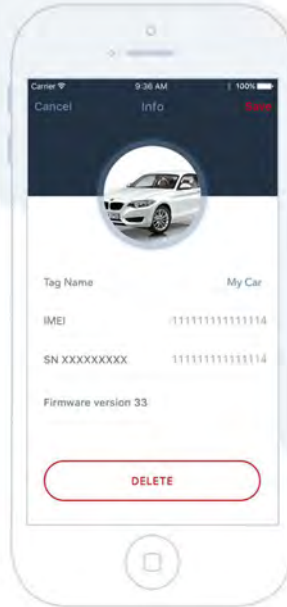 Carrier 9:36 AM 100%
Cancel Info Save
Tag Name My Car
IMEI 111111111111114
SN XXXXXXXXX 111111111111114
Firmware version 33
DELETE